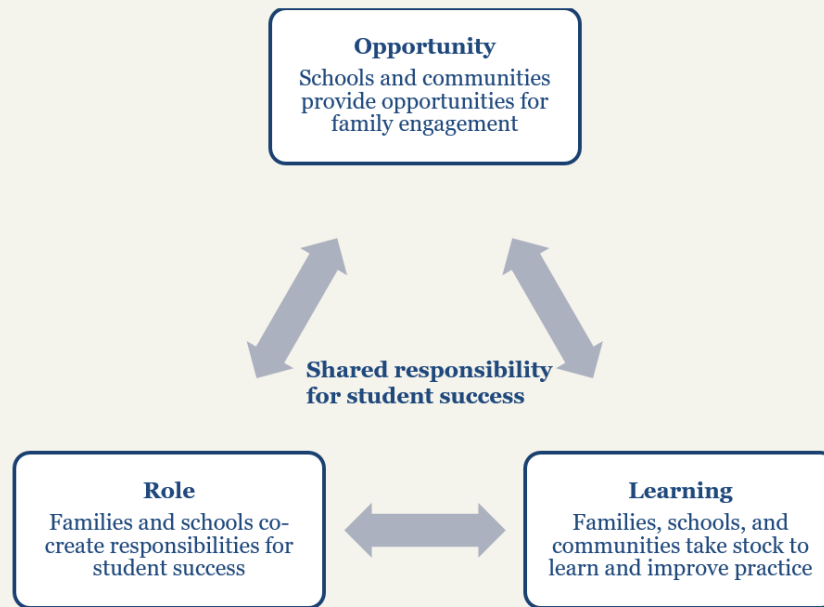 Opportunity
Schools and communities
provide opportunities for
family engagement
Shared responsibility
for student success
Role
Families and schools co-
create responsibilities for
student success
Learning
Families, schools, and
communities take stock to
learn and improve practice